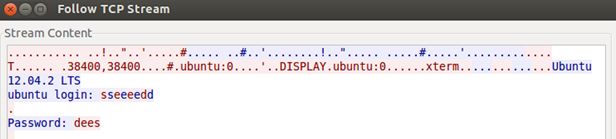 Follow TCP Stream
Stream Content
........... ..!.."..'.....#..... ..#..'........!..".... .....#.....'.............
T...... .38400,38400....#.ubuntu:0....'..DISPLAY.ubuntu:0......xterm.............Ubuntu
12.04.2 LTS
ubuntu login: sseeeedd
.
Password: dees